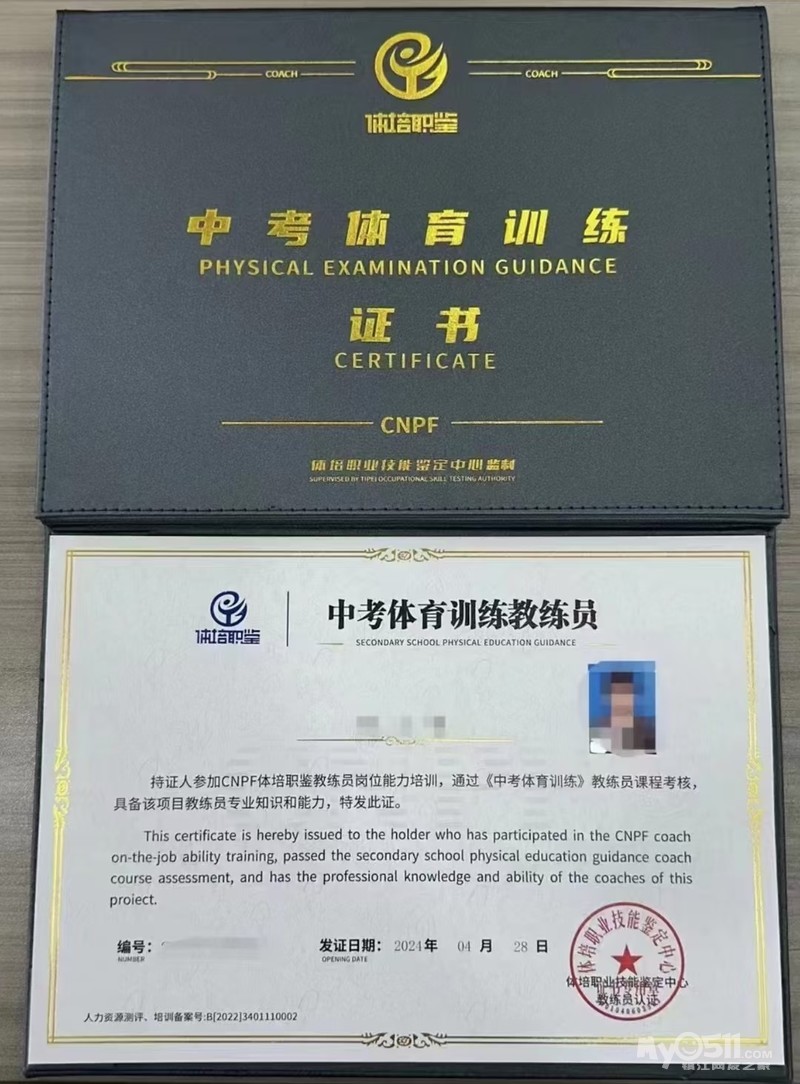 COACH
COACH
体培职鉴
中考体育训练
PHYSICAL EXAMINATION GUIDANCE
证书
CERTIFICATE
CNPF
体培职业技能鉴定中心监制
SUPERVISED BY TIPEI OCCUPATIONAL SKILL TESTING AUTHORITY
体培职鉴
中考体育训练教练员
SECONDARY SCHOOL PHYSICAL EDUCATION GUIDANCE
持证人参加CNPF体培职鉴教练员岗位能力培训，通过《中考体育训练》教练员课程考核，
具备该项目教练员专业知识和能力，特发此证。
This certificate is hereby issued to the holder who has participated in the CNPF coach
on-the-job ability training, passed the secondary school physical education guidance coach
course assessment, and has the professional knowledge and ability of the coaches of this
project.
编号：
NUMBER
发证日期： 2024年 04 月 28 日
OPENING DATE
体培职业技能鉴定中心
体培职业技能鉴定中心
教练员认证
人力资源测评、培训备案号:B[2022]3401110002
My0511.COM
镇江网友之家